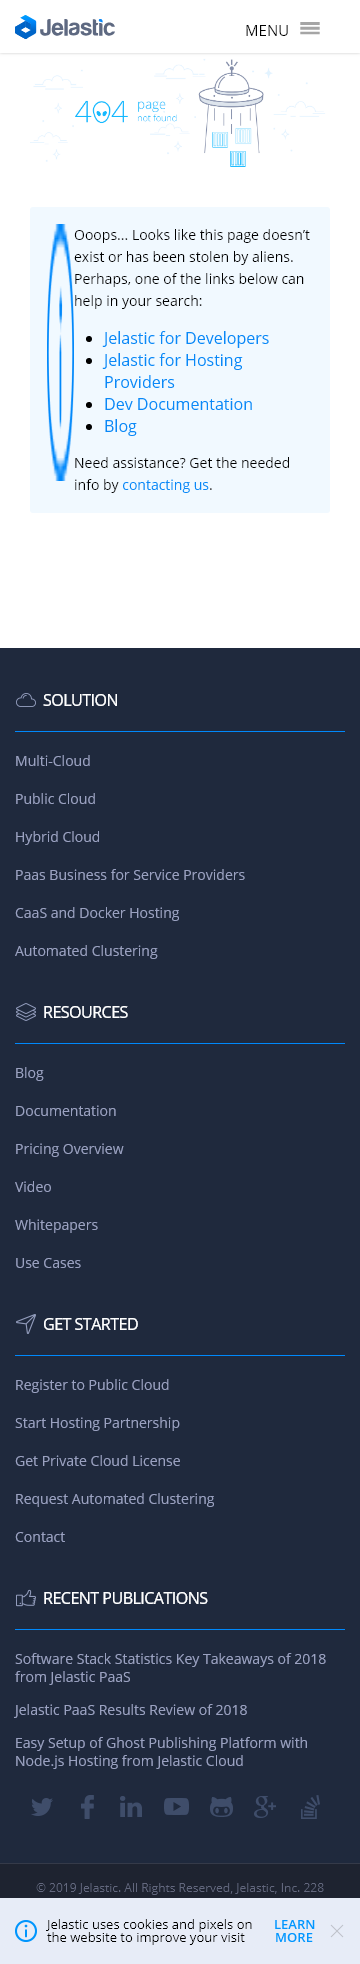 Jelastic
MENU
404 page
not found
Ooops... Looks like this page doesn't
exist or has been stolen by aliens.
Perhaps, one of the links below can
help in your search:
Jelastic for Developers
Jelastic for Hosting
Providers
Dev Documentation
Blog
Need assistance? Get the needed
info by contacting us.
SOLUTION
Multi-Cloud
Public Cloud
Hybrid Cloud
Paas Business for Service Providers
CaaS and Docker Hosting
Automated Clustering
RESOURCES
Blog
Documentation
Pricing Overview
Video
Whitepapers
Use Cases
GET STARTED
Register to Public Cloud
Start Hosting Partnership
Get Private Cloud License
Request Automated Clustering
Contact
RECENT PUBLICATIONS
Software Stack Statistics Key Takeaways of 2018
from Jelastic PaaS
Jelastic PaaS Results Review of 2018
Easy Setup of Ghost Publishing Platform with
Node.js Hosting from Jelastic Cloud
© 2019 Jelastic. All Rights Reserved, Jelastic, Inc. 228
Jelastic uses cookies and pixels on
the website to improve your visit
LEARN
MORE